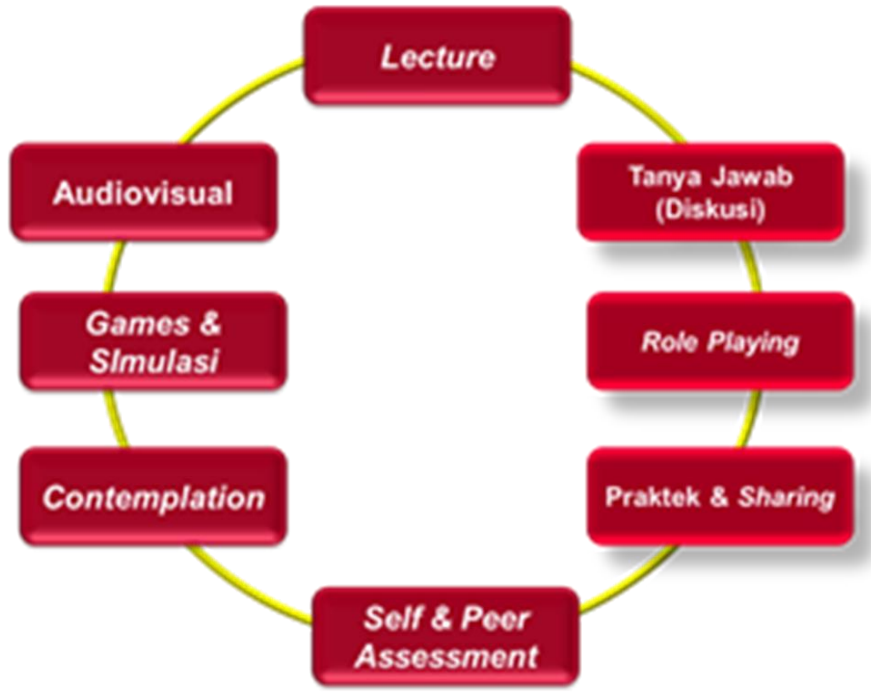 Lecture
Tanya Jawab
(Diskusi)
Role Playing
Praktek & Sharing
Self & Peer
Assessment
Contemplation
Games &
SImulasi
Audiovisual